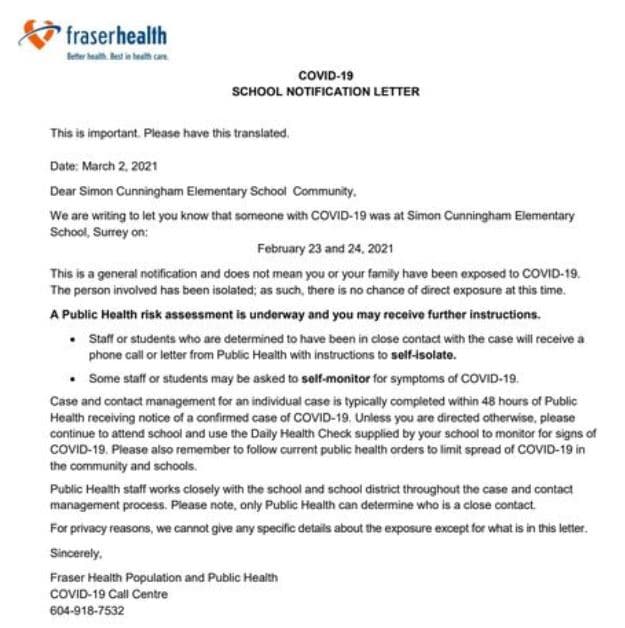 fraserhealth
Better health. Best in health care.
COVID-19
SCHOOL NOTIFICATION LETTER
This is important. Please have this translated.
Date: March 2, 2021
Dear Simon Cunningham Elementary School Community,
We are writing to let you know that someone with COVID-19 was at Simon Cunningham Elementary
School, Surrey on:
February 23 and 24, 2021
This is a general notification and does not mean you or your family have been exposed to COVID-19.
The person involved has been isolated; as such, there is no chance of direct exposure at this time.
A Public Health risk assessment is underway and you may receive further instructions.
• Staff or students who are determined to have been in close contact with the case will receive a
phone call or letter from Public Health with instructions to self-isolate.
• Some staff or students may be asked to self-monitor for symptoms of COVID-19.
Case and contact management for an individual case is typically completed within 48 hours of Public
Health receiving notice of a confirmed case of COVID-19. Unless you are directed otherwise, please
continue to attend school and use the Daily Health Check supplied by your school to monitor for signs of
COVID-19. Please also remember to follow current public health orders to limit spread of COVID-19 in
the community and schools.
Public Health staff works closely with the school and school district throughout the case and contact
management process. Please note, only Public Health can determine who is a close contact.
For privacy reasons, we cannot give any specific details about the exposure except for what is in this letter.
Sincerely,
Fraser Health Population and Public Health
COVID-19 Call Centre
604-918-7532